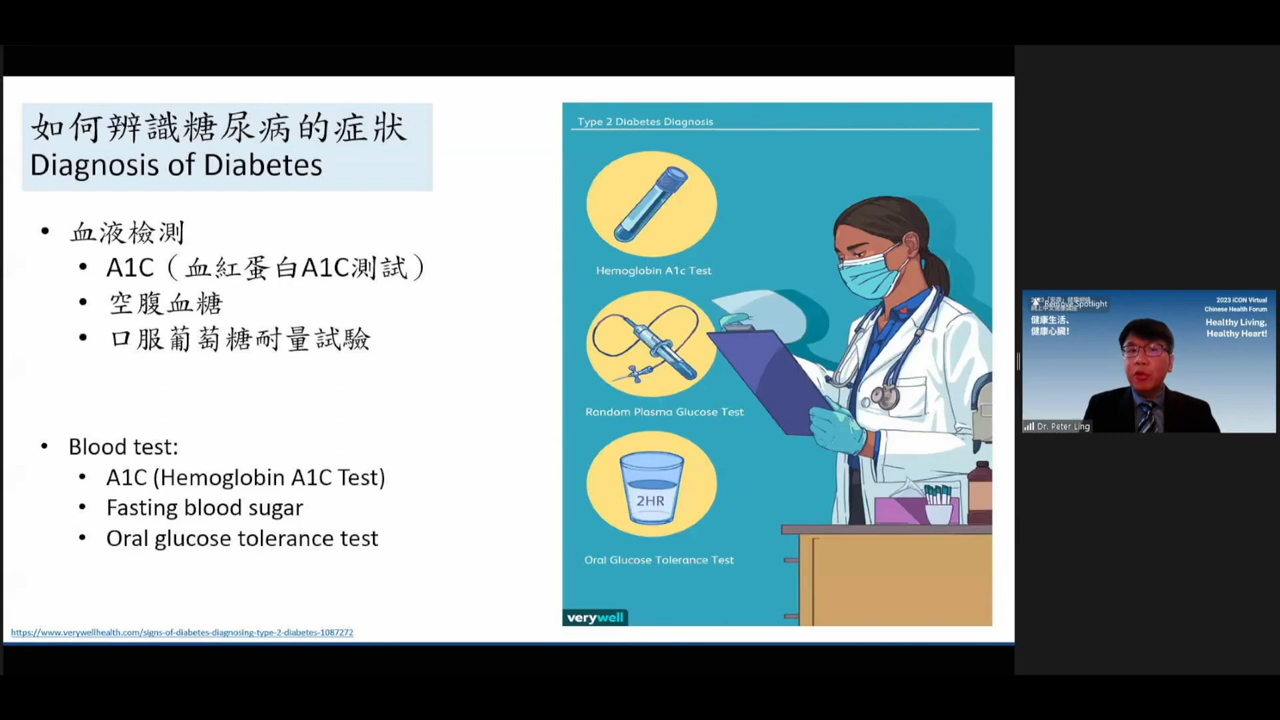 如何辨識糖尿病的症狀
Diagnosis of Diabetes
• 血液檢測
• A1C（血紅蛋白A1C測試）
• 空腹血糖
• 口服葡萄糖耐量試驗
• Blood test:
• A1C (Hemoglobin A1C Test)
• Fasting blood sugar
• Oral glucose tolerance test
https://www.verywellhealth.com/signs-of-diabetes-diagnosing-type-2-diabetes-1087272
Type 2 Diabetes Diagnosis
Hemoglobin A1c Test
Random Plasma Glucose Test
2HR
Oral Glucose Tolerance Test
verywell
Remove Spotlight
健康生活,
健康心臟!
2023 iCON Virtual
Chinese Health Forum
Healthy Living,
Healthy Heart!
Dr. Peter Ling